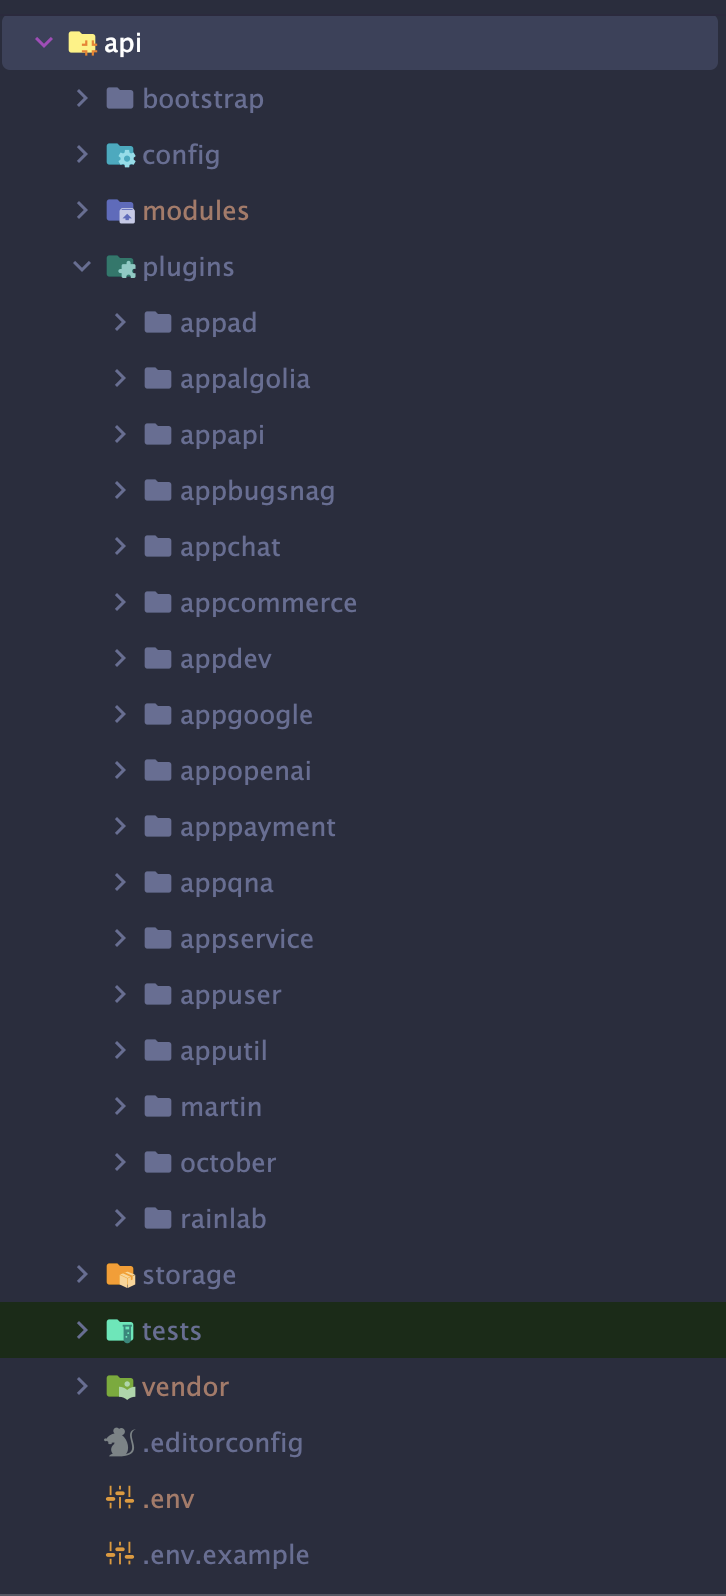 api
bootstrap
config
modules
plugins
appad
appalgolia
appapi
appbugsnag
appchat
appcommerce
appdev
appgoogle
appopenai
apppayment
appqna
appservice
appuser
apputil
martin
october
rainlab
storage
tests
vendor
.editorconfig
.env
.env.example